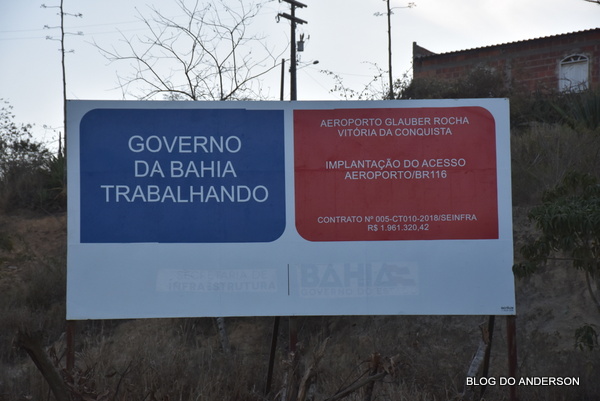 GOVERNO
DA BAHIA
TRABALHANDO
AEROPORTO GLAUBER ROCHA
VITÓRIA DA CONQUISTA
IMPLANTAÇÃO DO ACESSO
AEROPORTO/BR116
CONTRATO Nº 005-CT010-2018/SEINFRA
R$ 1.961.320,42
INFRAESTRUTURA
BAHIA
BLOG DO ANDERSON